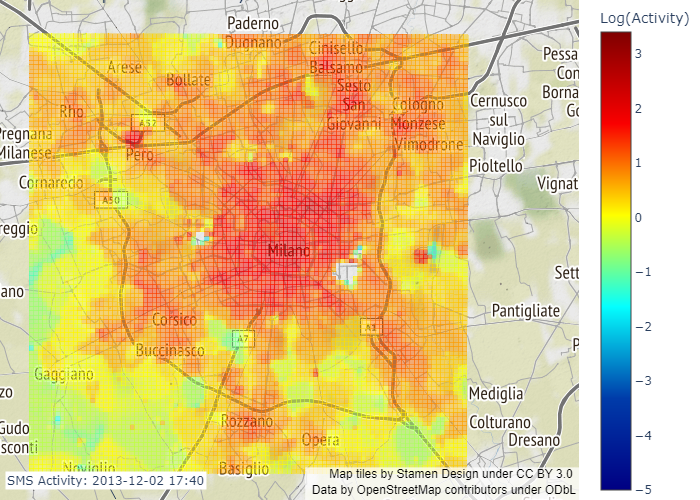 Log(Activity)
3
2
1
0
−1
−2
−3
−4
−5
Paderno
Dugnano
Cinisello
Balsamo
Arese
Bollate
Sesto
San
Giovanni
Rho
A52
Cologno
Monzese
Cernusco
sul
Naviglio
Pessa
Con
Borna
Pregnana
Milanese
Pero
Vimodrone
Pioltello
Cornaredo
Vignat
A50
reggio
Milano
Sett
ano
Pantigliate
Corsico
A7
A1
Buccinasco
Gaggiano
zo
Mediglia
Rozzano
Gudo
sconti
Opera
Colturano
Dresano
Noviglio
Basiglio
SMS Activity: 2013-12-02 17:40
Map tiles by Stamen Design under CC BY 3.0
Data by OpenStreetMap contributors under ODbL